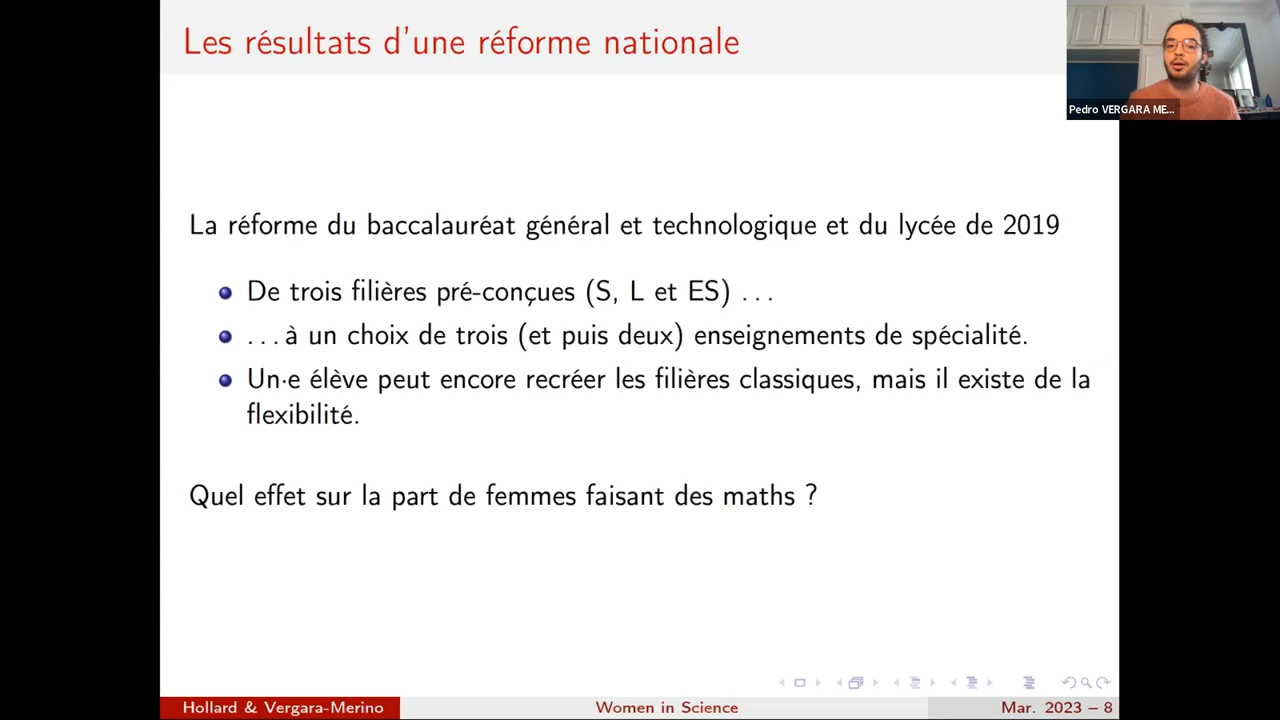 Les résultats d'une réforme nationale
Pedro VERGARA ME...
La réforme du baccalauréat général et technologique et du lycée de 2019
De trois filières pré-conçues (S, L et ES) ...
...à un choix de trois (et puis deux) enseignements de spécialité.
Un·e élève peut encore recréer les filières classiques, mais il existe de la
flexibilité.
Quel effet sur la part de femmes faisant des maths ?
Hollard & Vergara-Merino
Women in Science
Mar. 2023 – 8